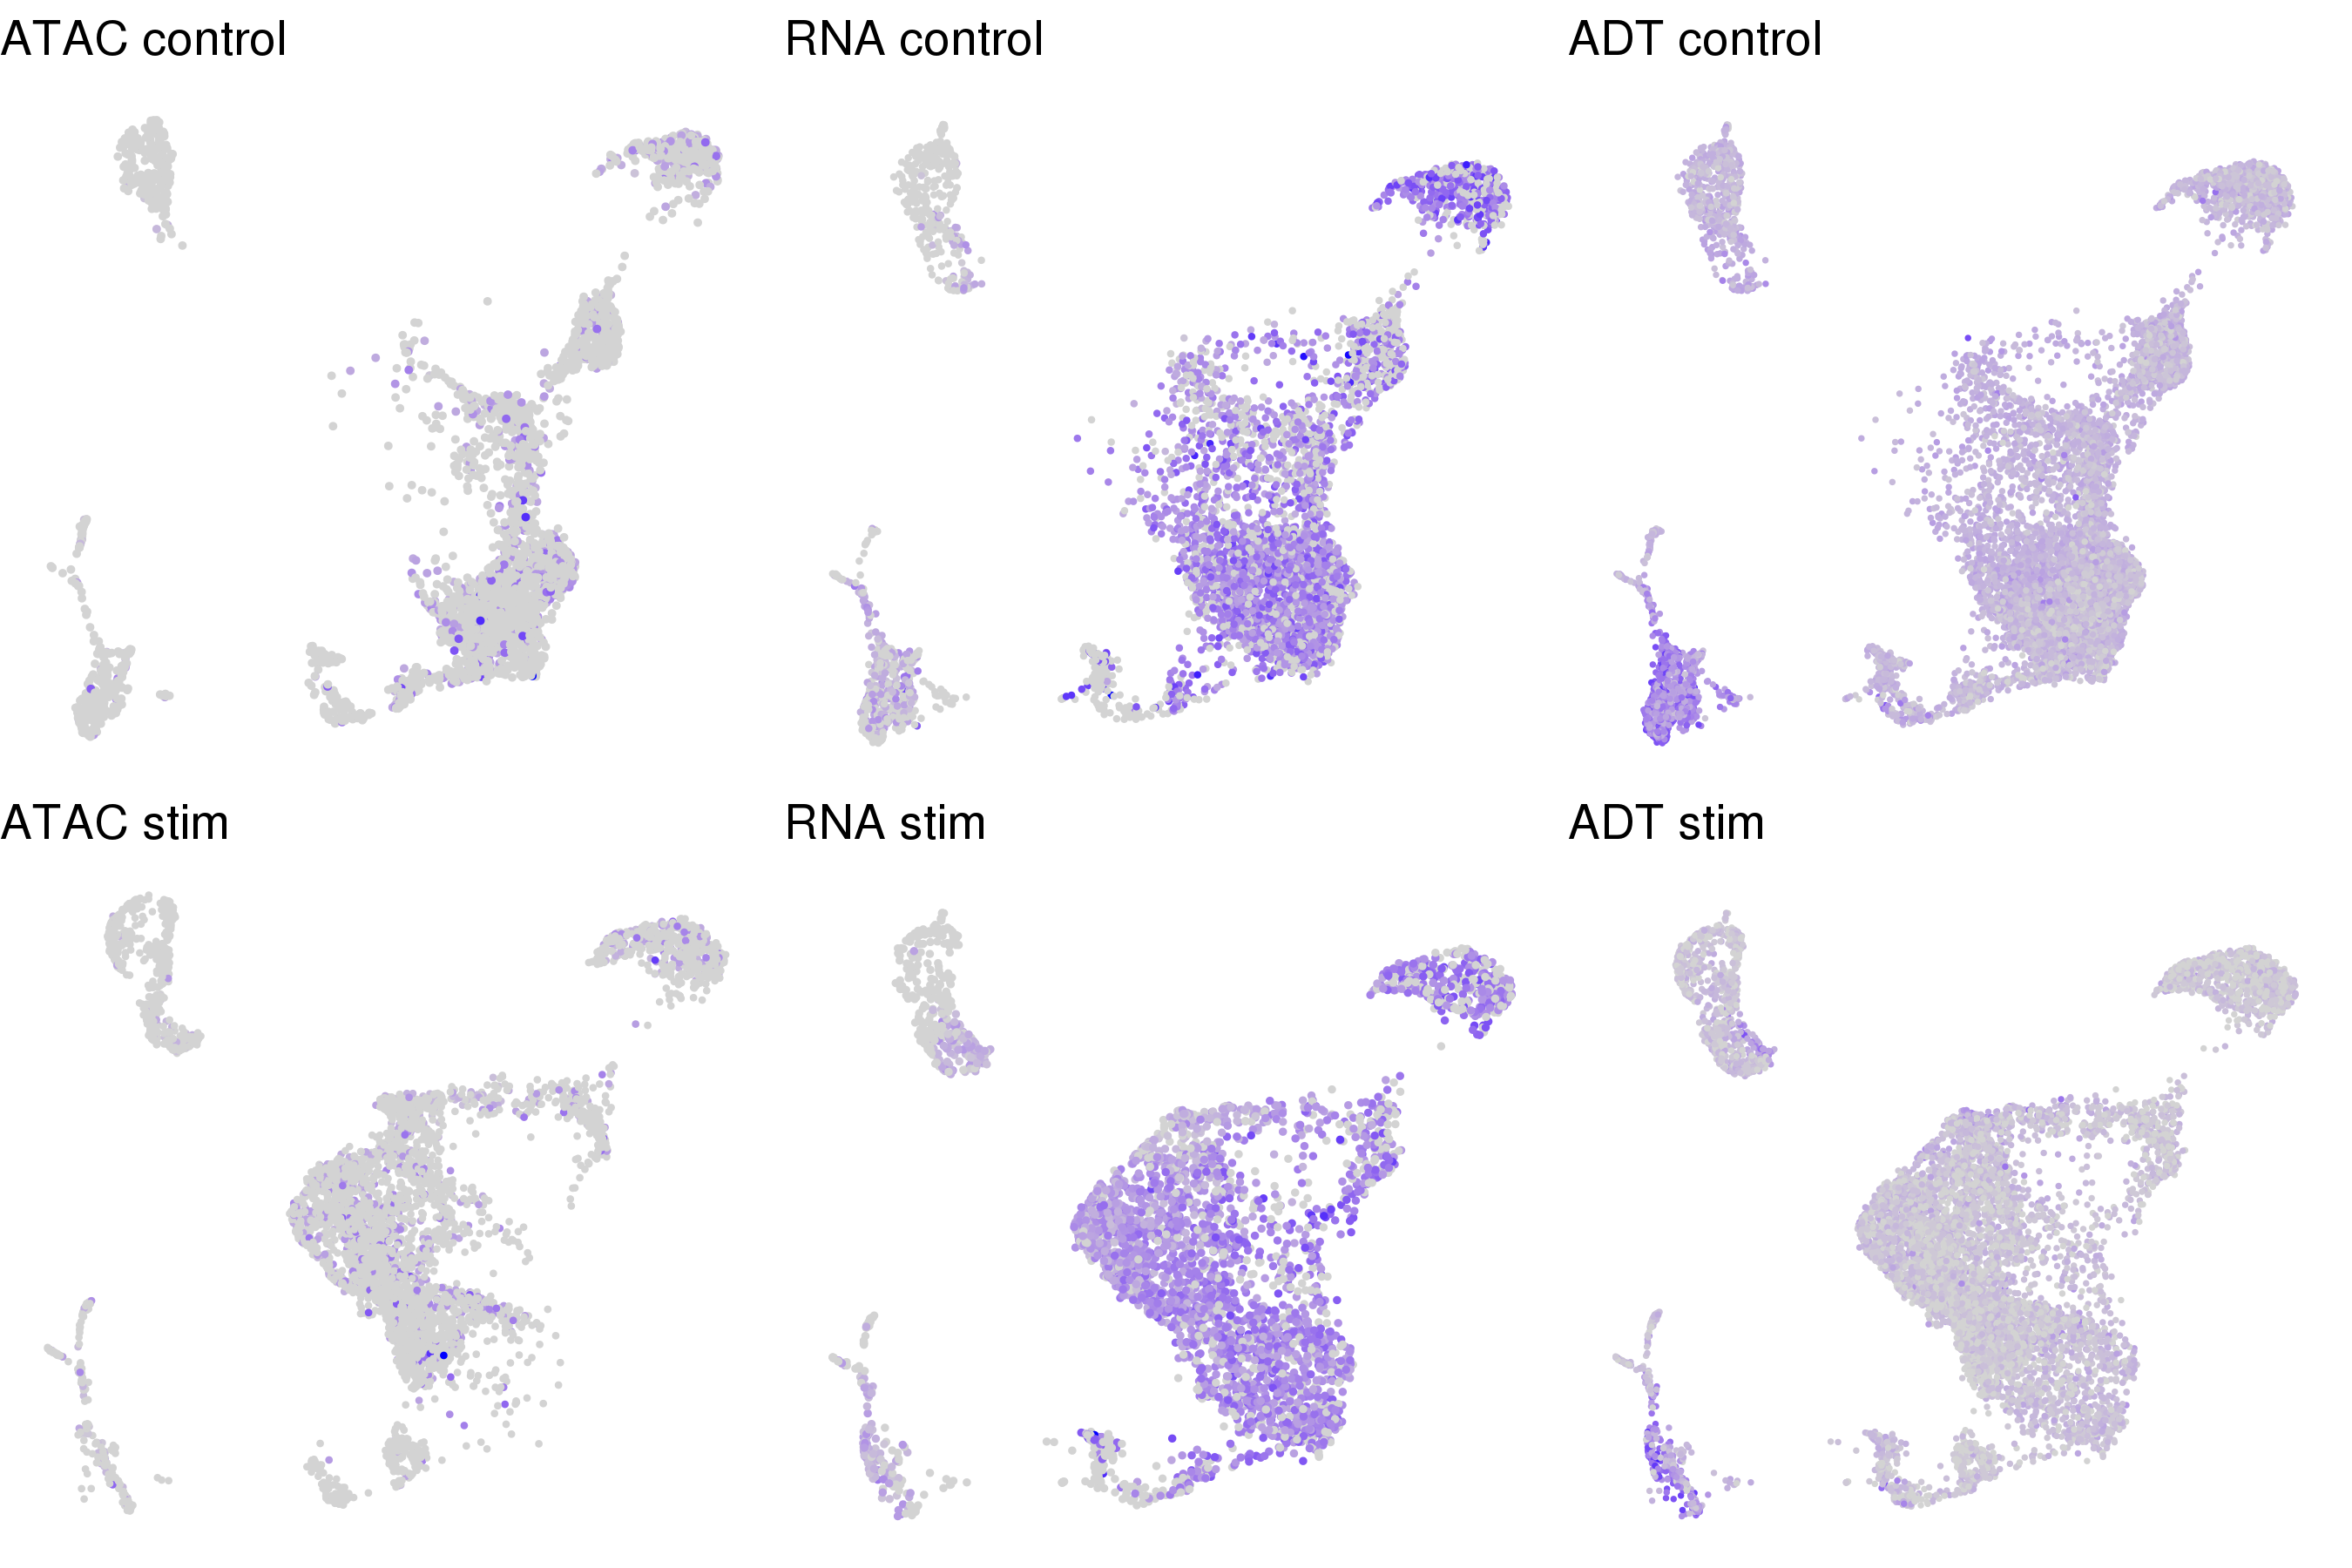 ATAC control
RNA control
ADT control
ATAC stim
RNA stim
ADT stim